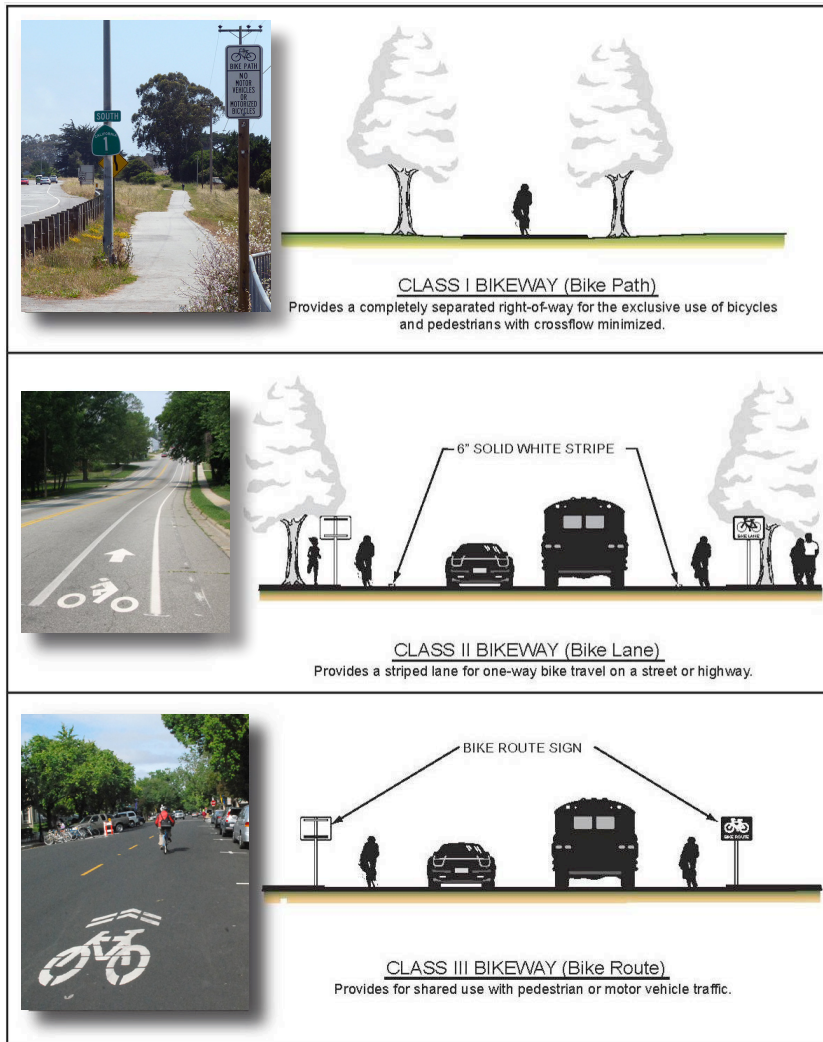 BIKE PATH
NO
MOTOR
VEHICLES
OR
MOTORIZED
BICYCLES
SOUTH
CALIFORNIA
1
CLASS I BIKEWAY (Bike Path)
Provides a completely separated right-of-way for the exclusive use of bicycles
and pedestrians with crossflow minimized.
6" SOLID WHITE STRIPE
BIKE LANE
CLASS II BIKEWAY (Bike Lane)
Provides a striped lane for one-way bike travel on a street or highway.
BIKE ROUTE SIGN
BIKE ROUTE
CLASS III BIKEWAY (Bike Route)
Provides for shared use with pedestrian or motor vehicle traffic.